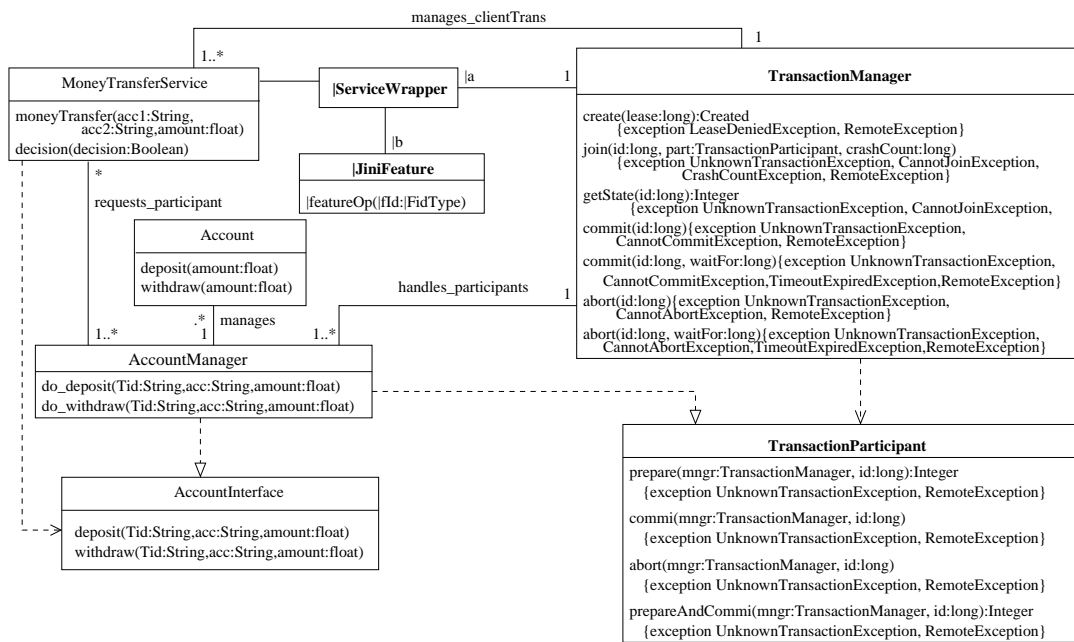 manages_clientTrans
1..*
1
MoneyTransferService
moneyTransfer(acc1:String,
acc2:String,amount:float)
decision(decision:Boolean)
|ServiceWrapper
|a
1
|b
|JiniFeature
|featureOp(|fId:|FidType)
TransactionManager
create(lease:long):Created
{exception LeaseDeniedException, RemoteException}
join(id:long, part:TransactionParticipant, crashCount:long)
{exception UnknownTransactionException, CannotJoinException,
CrashCountException, RemoteException}
getState(id:long):Integer
{exception UnknownTransactionException, CannotJoinException,
commit(id:long){exception UnknownTransactionException,
CannotCommitException, RemoteException}
commit(id:long, waitFor:long){exception UnknownTransactionException,
CannotCommitException,TimeoutExpiredException,RemoteException}
abort(id:long){exception UnknownTransactionException,
CannotAbortException, RemoteException}
abort(id:long, waitFor:long){exception UnknownTransactionException,
CannotAbortException,TimeoutExpiredException,RemoteException}
*
requests_participant
Account
deposit(amount:float)
withdraw(amount:float)
handles_participants
1
.*
1
manages
1..*
1..*
AccountManager
do_deposit(Tid:String,acc:String,amount:float)
do_withdraw(Tid:String,acc:String,amount:float)
AccountInterface
deposit(Tid:String,acc:String,amount:float)
withdraw(Tid:String,acc:String,amount:float)
TransactionParticipant
prepare(mngr:TransactionManager, id:long):Integer
{exception UnknownTransactionException, RemoteException}
commi(mngr:TransactionManager, id:long)
{exception UnknownTransactionException, RemoteException}
abort(mngr:TransactionManager, id:long)
{exception UnknownTransactionException, RemoteException}
prepareAndCommi(mngr:TransactionManager, id:long):Integer
{exception UnknownTransactionException, RemoteException}